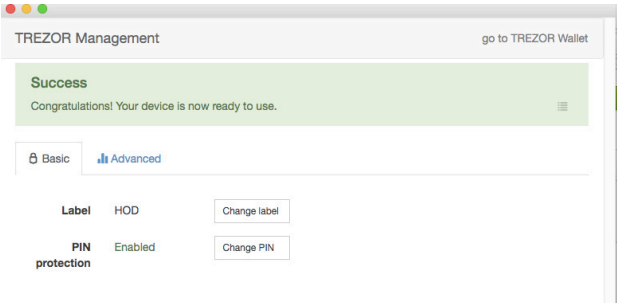 TREZOR Management
go to TREZOR Wallet
Success
Congratulations! Your device is now ready to use.
Basic
Advanced
Label HOD Change label
PIN protection Enabled Change PIN